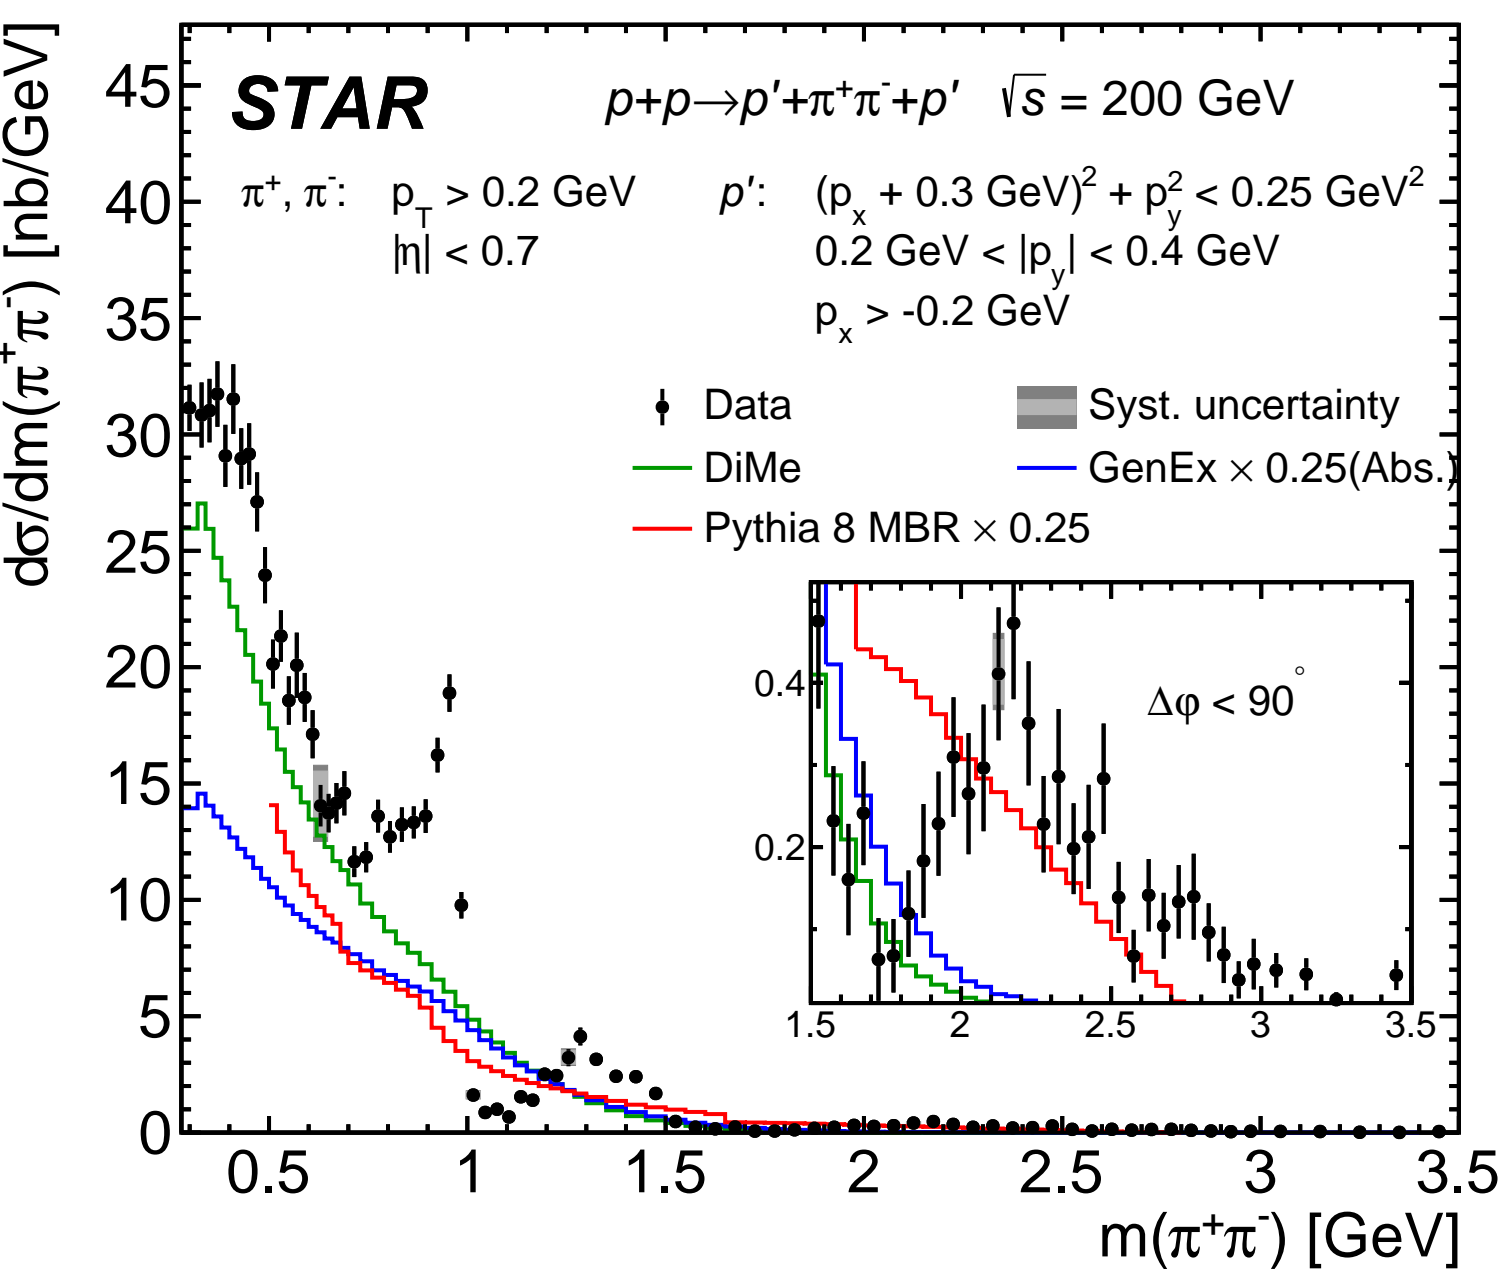 dσ/dm(π⁺π⁻) [nb/GeV]
45
40
35
30
25
20
15
10
5
0
STAR p+p→p′+π⁺π⁻+p′ √s = 200 GeV
π⁺, π⁻: p_T > 0.2 GeV p′: (p_x + 0.3 GeV)² + p_y² < 0.25 GeV²
|η| < 0.7 0.2 GeV < |p_y| < 0.4 GeV
p_x > -0.2 GeV
Data Syst. uncertainty
DiMe GenEx × 0.25(Abs.)
Pythia 8 MBR × 0.25
0.4
0.2
Δφ < 90°
1.5 2 2.5 3 3.5
0.5 1 1.5 2 2.5 3 3.5
m(π⁺π⁻) [GeV]